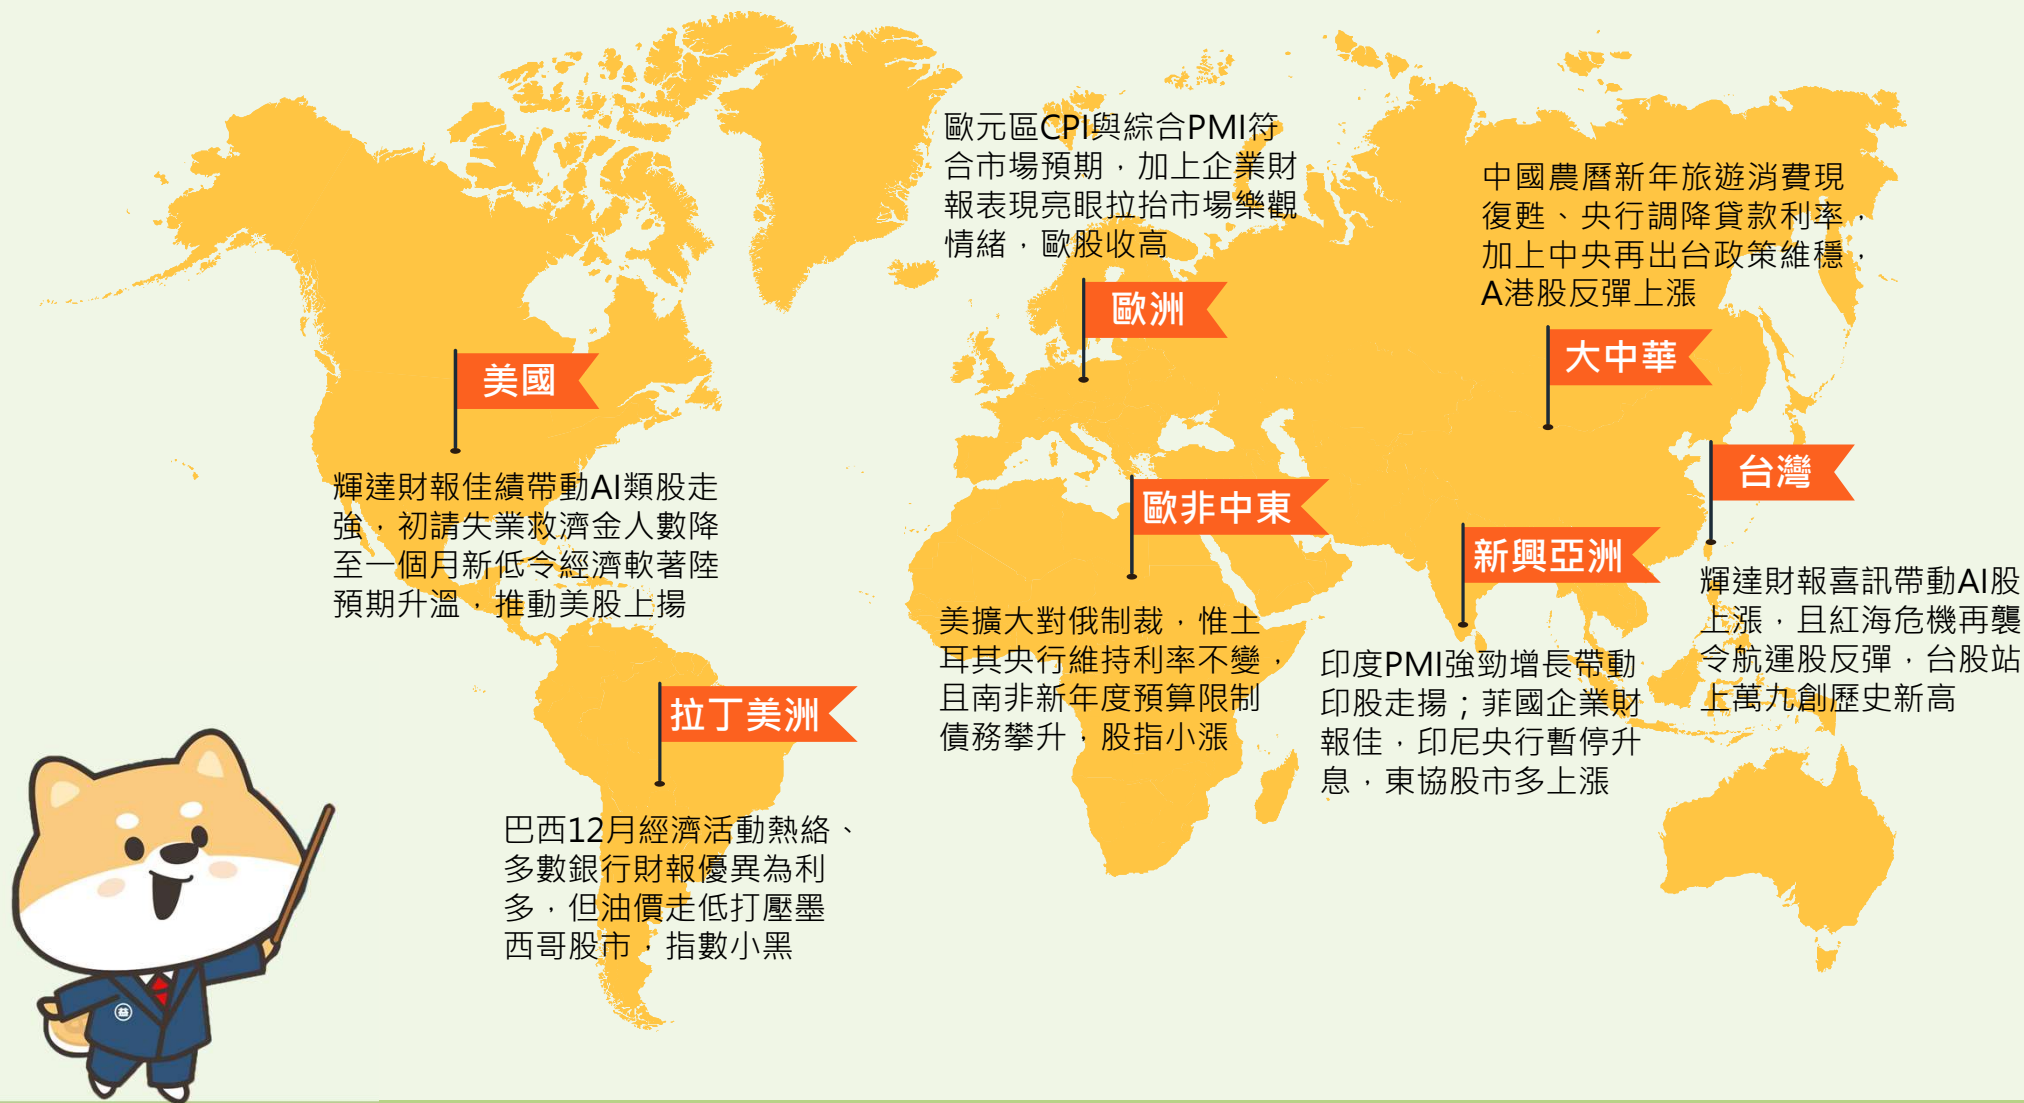 歐元區CPI與綜合PMI符
合市場預期，加上企業財
報表現亮眼拉抬市場樂觀
情緒，歐股收高
歐洲
中國農曆新年旅遊消費現
復甦、央行調降貸款利率，
加上中央再出台政策維穩，
A港股反彈上漲
大中華
美國
輝達財報佳績帶動AI類股走
強，初請失業救濟金人數降
至一個月新低令經濟軟著陸
預期升溫，推動美股上揚
台灣
輝達財報喜訊帶動AI股
上漲，且紅海危機再襲
令航運股反彈，台股站
上萬九創歷史新高
歐非中東
美擴大對俄制裁，惟土
耳其央行維持利率不變，
且南非新年度預算限制
債務攀升，股指小漲
新興亞洲
印度PMI強勁增長帶動
印股走揚；菲國企業財
報佳，印尼央行暫停升
息，東協股市多上漲
拉丁美洲
巴西12月經濟活動熱絡、
多數銀行財報優異為利
多，但油價走低打壓墨
西哥股市，指數小黑